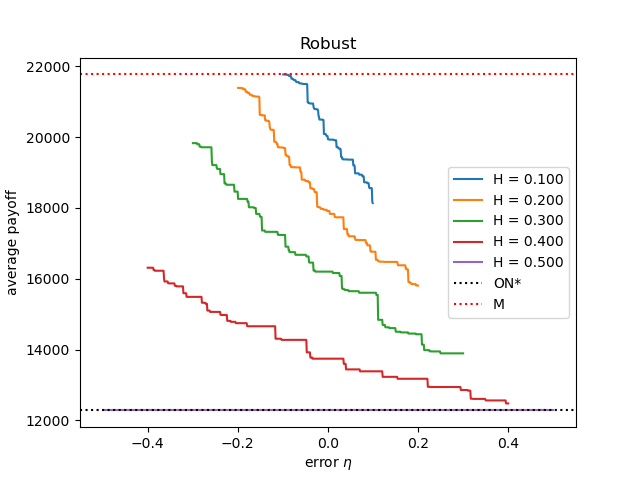 Robust
average payoff
22000
20000
18000
16000
14000
12000
−0.4
−0.2
0.0
0.2
0.4
error η
H = 0.100
H = 0.200
H = 0.300
H = 0.400
H = 0.500
ON*
M